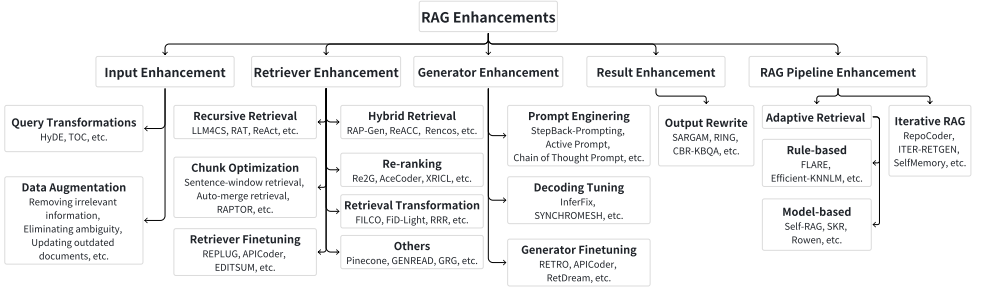 RAG Enhancements
Input Enhancement
Retriever Enhancement
Generator Enhancement
Result Enhancement
RAG Pipeline Enhancement
Query Transformations
HyDE, TOC, etc.
Data Augmentation
Removing irrelevant
information,
Eliminating ambiguity,
Updating outdated
documents, etc.
Recursive Retrieval
LLM4CS, RAT, ReAct, etc.
Chunk Optimization
Sentence-window retrieval,
Auto-merge retrieval,
RAPTOR, etc.
Retriever Finetuning
REPLUG, APICoder,
EDITSUM, etc.
Hybrid Retrieval
RAP-Gen, ReACC, Rencos, etc.
Re-ranking
Re2G, AceCoder, XRICL, etc.
Retrieval Transformation
FILCO, FiD-Light, RRR, etc.
Others
Pinecone, GENREAD, GRG, etc.
Prompt Enginering
StepBack-Prompting,
Active Prompt,
Chain of Thought Prompt, etc.
Decoding Tuning
InferFix,
SYNCHROMESH, etc.
Generator Finetuning
RETRO, APICoder,
RetDream, etc.
Output Rewrite
SARGAM, RING,
CBR-KBQA, etc.
Adaptive Retrieval
Rule-based
FLARE,
Efficient-KNNLM, etc.
Model-based
Self-RAG, SKR,
Rowen, etc.
Iterative RAG
RepoCoder,
ITER-RETGEN,
SelfMemory, etc.